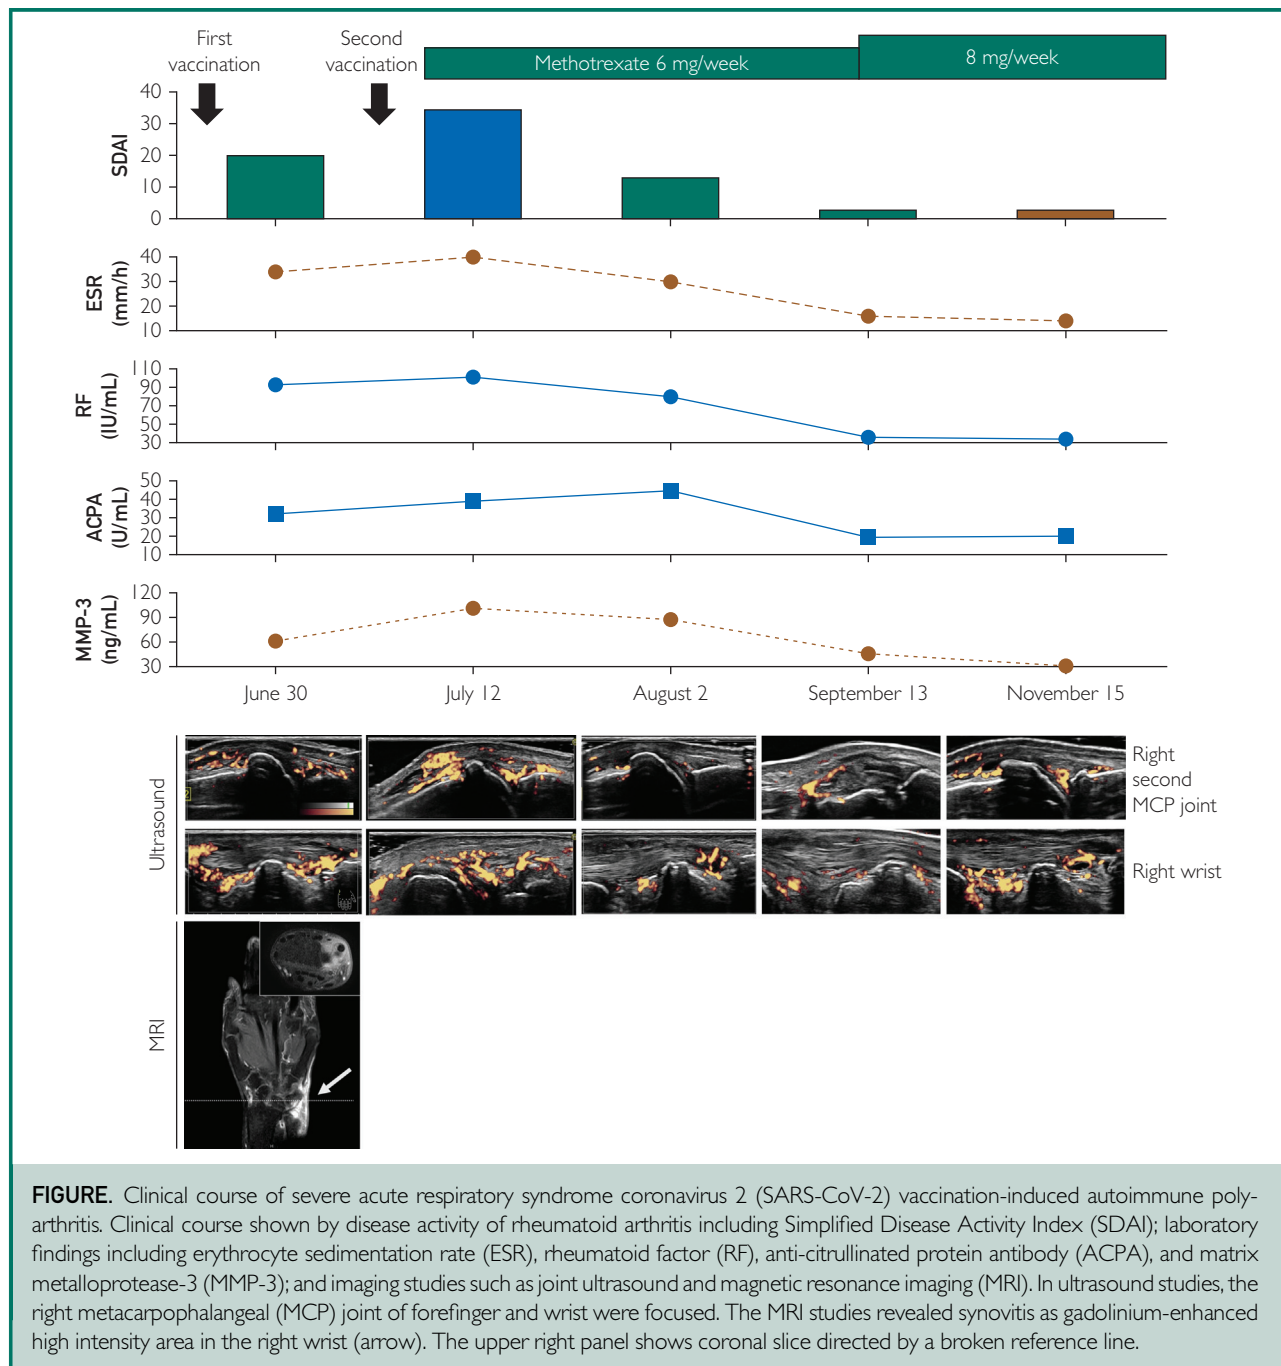 First
vaccination
Second
vaccination
Methotrexate 6 mg/week
8 mg/week
SDAI
40
30
20
10
0
ESR
(mm/h)
40
30
20
10
RF
(IU/mL)
110
90
70
50
30
ACPA
(U/mL)
50
40
30
20
10
MMP-3
(ng/mL)
120
90
60
30
June 30
July 12
August 2
September 13
November 15
Ultrasound
Right
second
MCP joint
Right wrist
MRI
FIGURE. Clinical course of severe acute respiratory syndrome coronavirus 2 (SARS-CoV-2) vaccination-induced autoimmune poly-
arthritis. Clinical course shown by disease activity of rheumatoid arthritis including Simplified Disease Activity Index (SDAI); laboratory
findings including erythrocyte sedimentation rate (ESR), rheumatoid factor (RF), anti-citrullinated protein antibody (ACPA), and matrix
metalloprotease-3 (MMP-3); and imaging studies such as joint ultrasound and magnetic resonance imaging (MRI). In ultrasound studies, the
right metacarpophalangeal (MCP) joint of forefinger and wrist were focused. The MRI studies revealed synovitis as gadolinium-enhanced
high intensity area in the right wrist (arrow). The upper right panel shows coronal slice directed by a broken reference line.